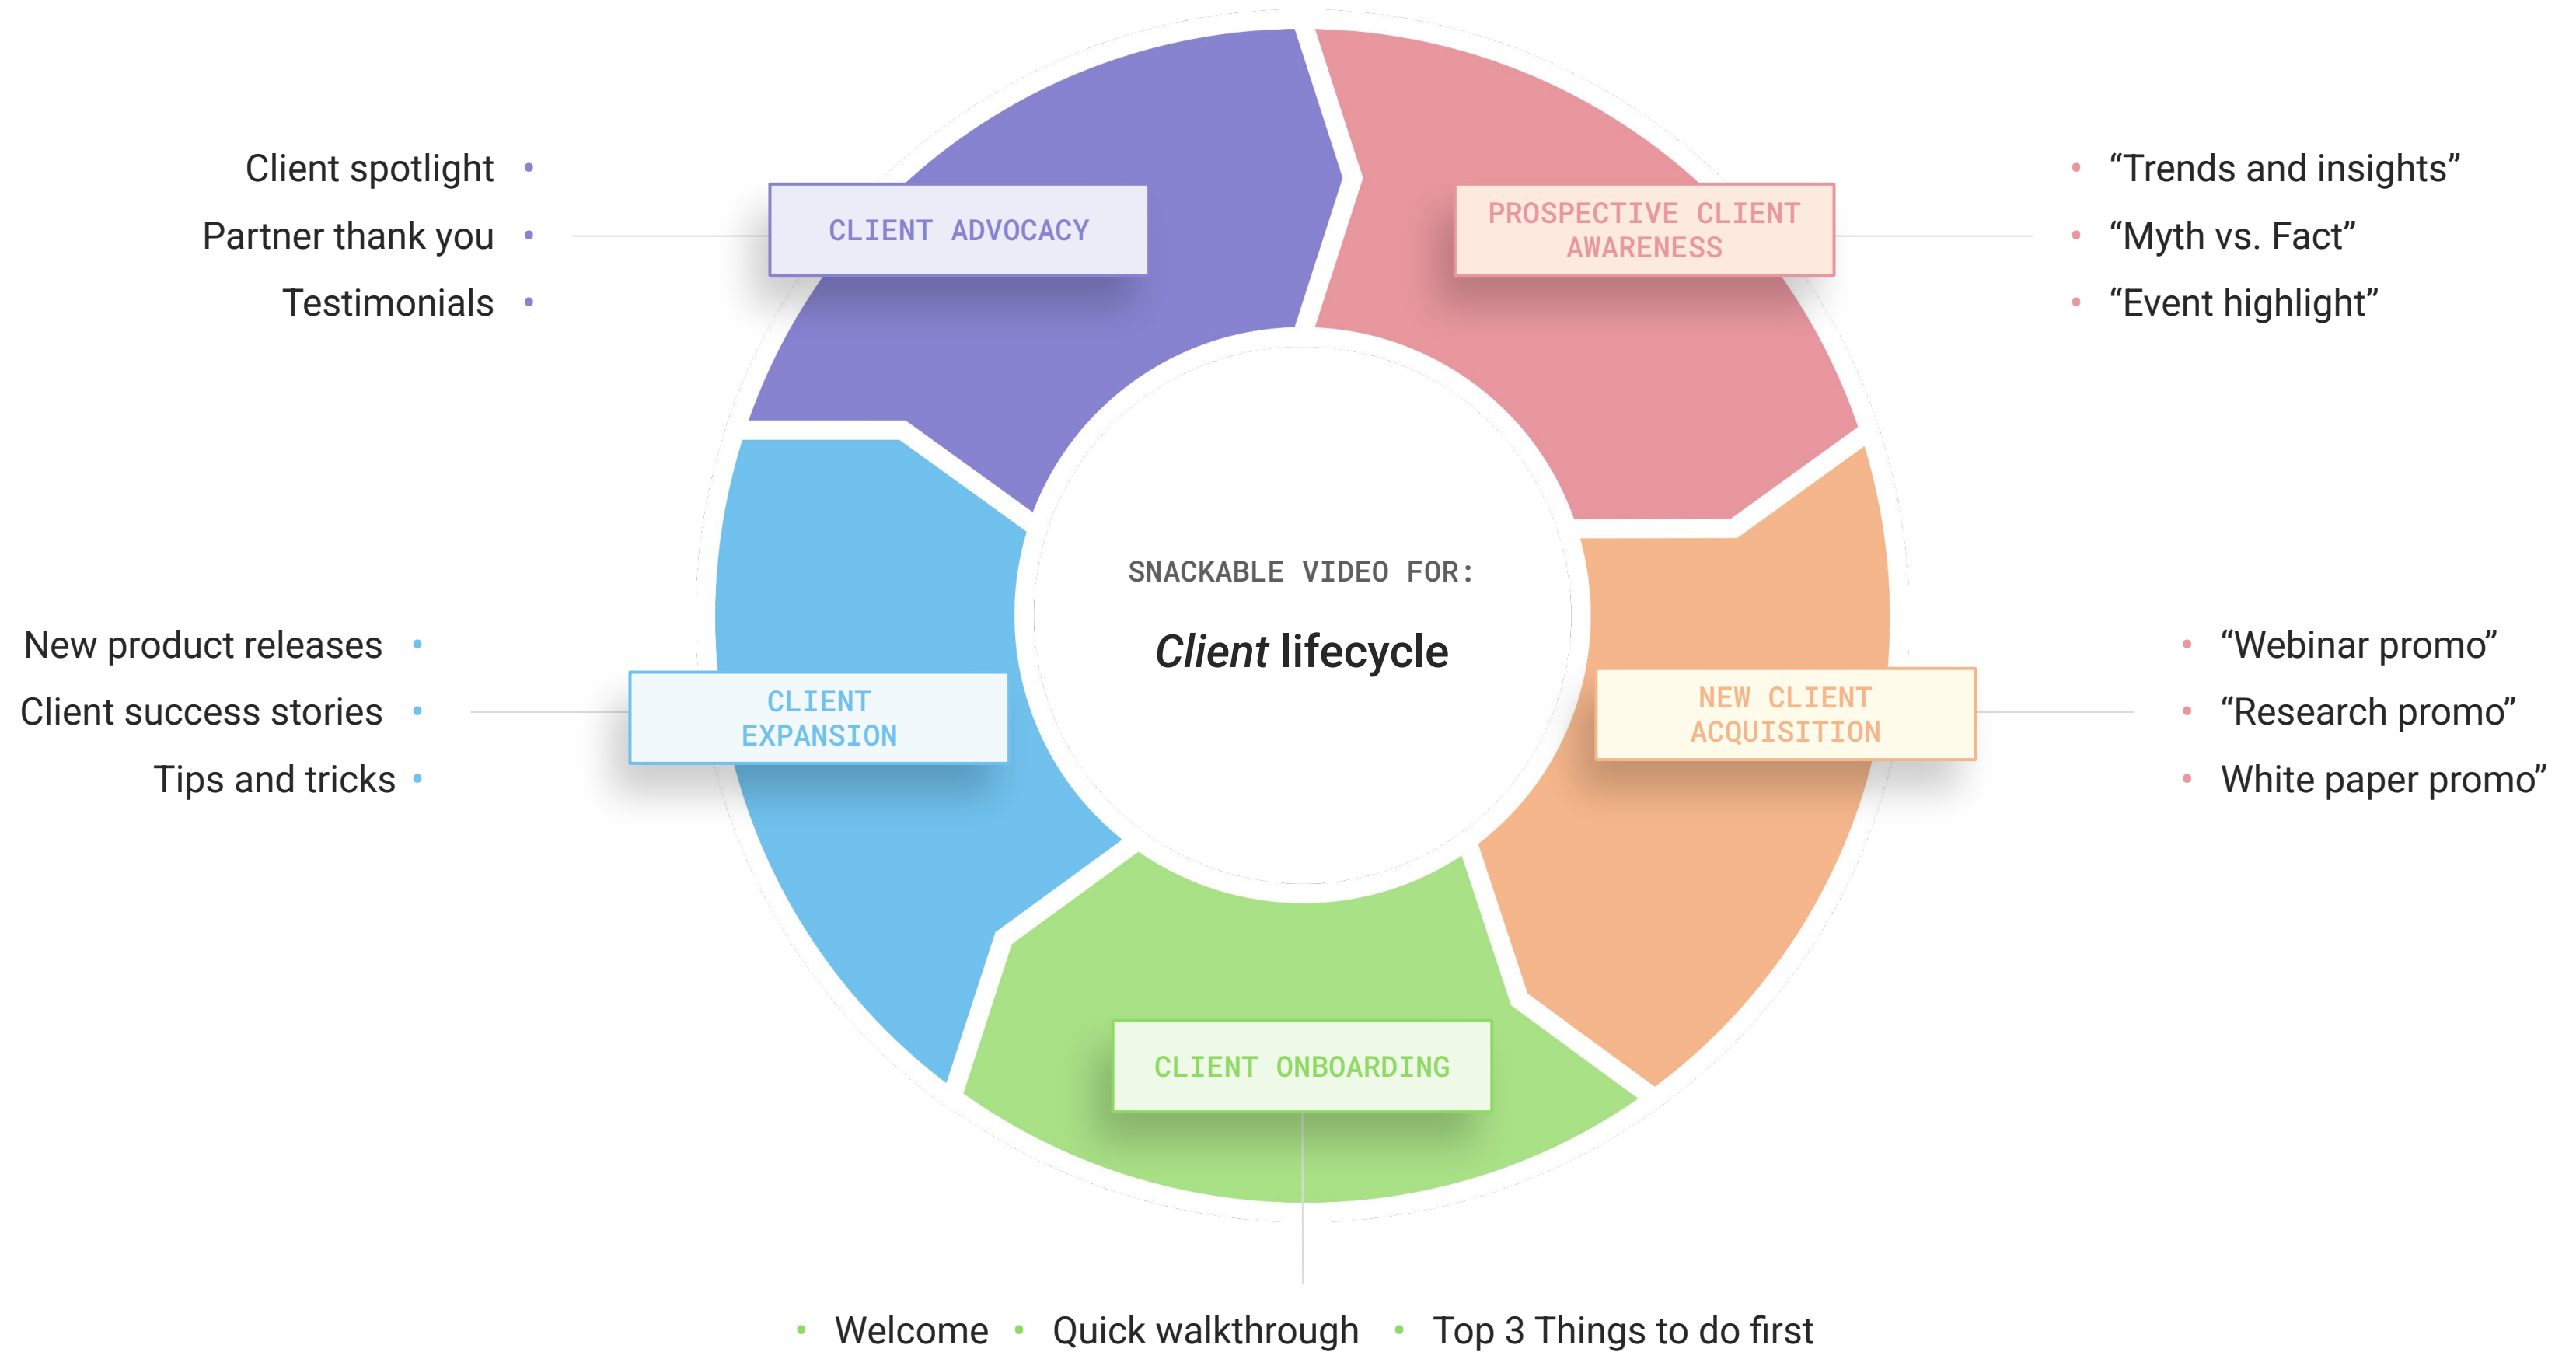 Client spotlight
Partner thank you
Testimonials
CLIENT ADVOCACY
PROSPECTIVE CLIENT
AWARENESS
“Trends and insights”
“Myth vs. Fact”
“Event highlight”
SNACKABLE VIDEO FOR:
Client lifecycle
New product releases
Client success stories
Tips and tricks
CLIENT
EXPANSION
NEW CLIENT
ACQUISITION
“Webinar promo”
“Research promo”
White paper promo”
CLIENT ONBOARDING
Welcome
Quick walkthrough
Top 3 Things to do first